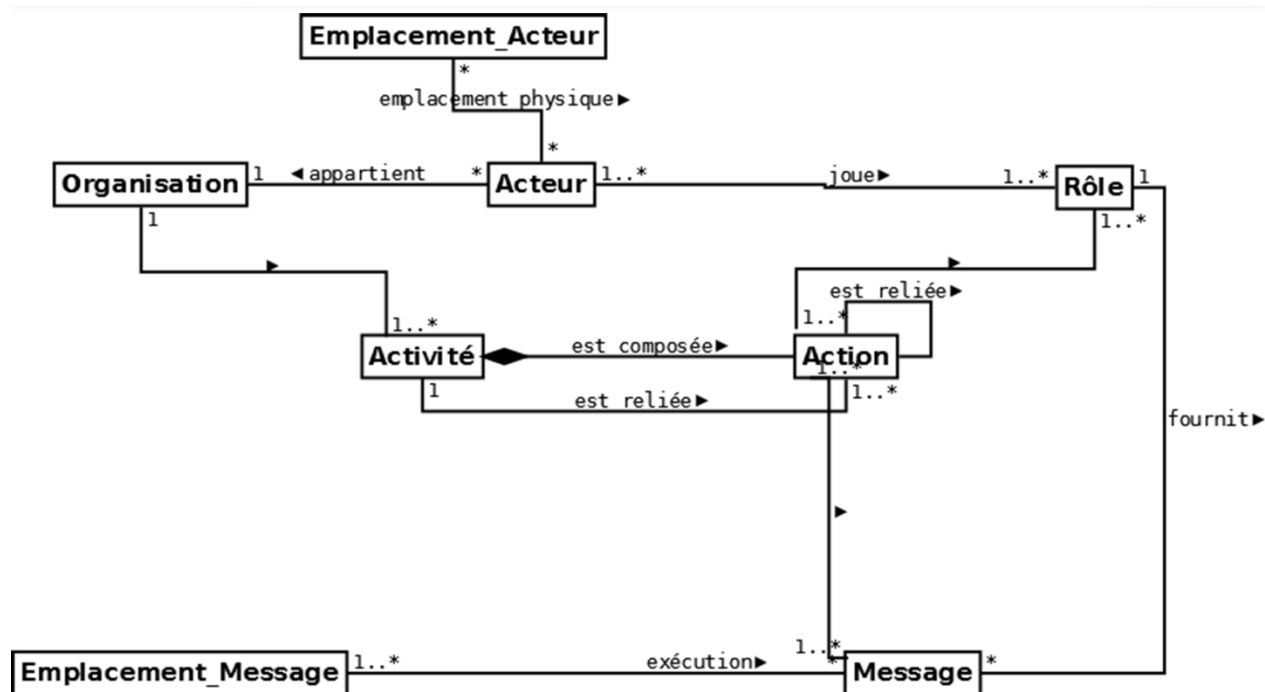 Emplacement_Acteur
*
emplacement physique►
*
Organisation
1
◄appartient
*
Acteur
1..*
joue►
1..*
Rôle
1
1
1..*
►
►
est reliée►
1..*
1..*
Activité
est composée►
Action
1..*
1
est reliée►
1..*
fournit►
►
1..*
Emplacement_Message
1..*
exécution►
*
Message
*